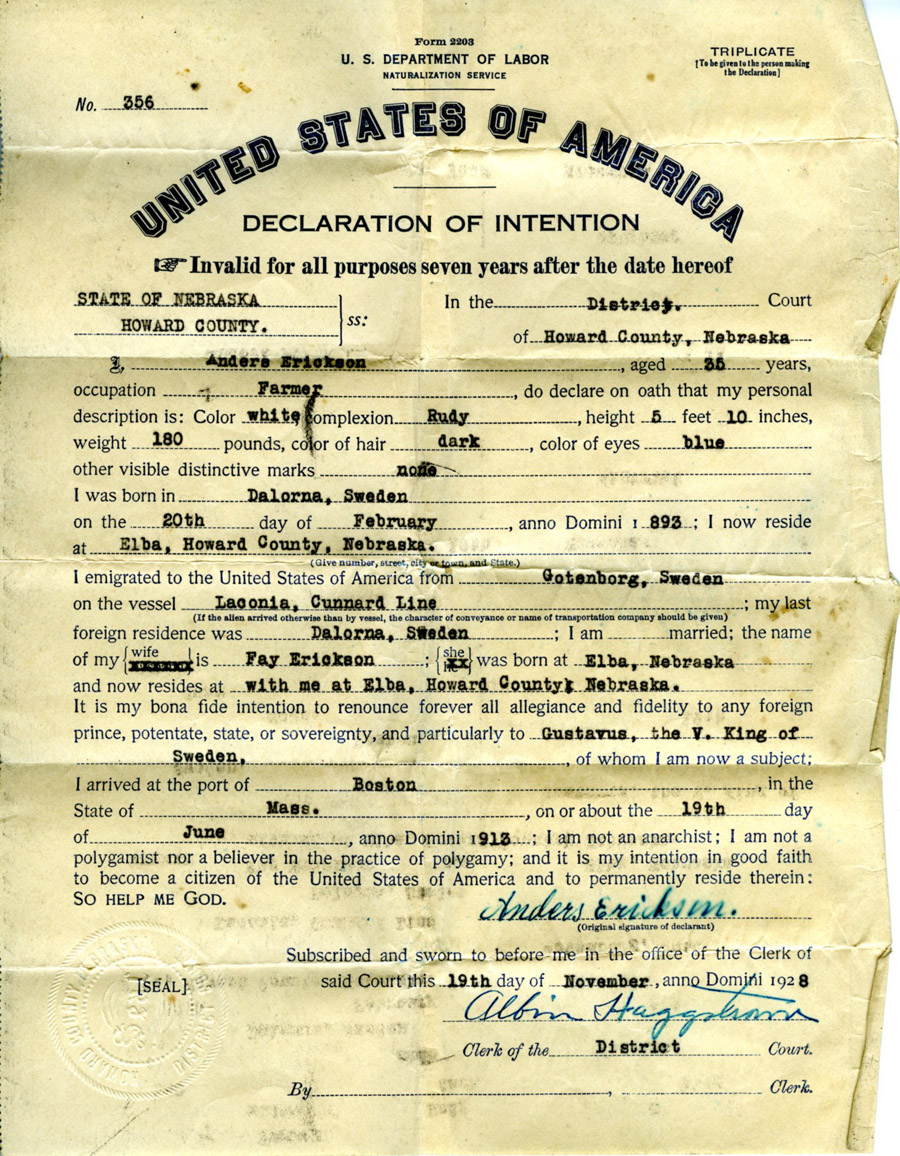 Form 2203
U. S. DEPARTMENT OF LABOR
NATURALIZATION SERVICE
TRIPLICATE
[To be given to the person making
the Declaration]
No. 356
UNITED STATES OF AMERICA
DECLARATION OF INTENTION
☞ Invalid for all purposes seven years after the date hereof
STATE OF NEBRASKA
HOWARD COUNTY.
ss:
In the District. Court
of Howard County, Nebraska
I, Anders Erickson, aged 35 years,
occupation Farmer, do declare on oath that my personal
description is: Color white, complexion Rudy, height 5 feet 10 inches,
weight 180 pounds, color of hair dark, color of eyes blue
other visible distinctive marks none
I was born in Dalorna, Sweden
on the 20th day of February, anno Domini 1893; I now reside
at Elba, Howard County, Nebraska.
(Give number, street, city or town, and State.)
I emigrated to the United States of America from Gotenborg, Sweden
on the vessel Laconia, Cunnard Line; my last
(If the alien arrived otherwise than by vessel, the character of conveyance or name of transportation company should be given)
foreign residence was Dalorna, Sweden; I am married; the name
of my wife is Fay Erickson; she was born at Elba, Nebraska
and now resides at with me at Elba, Howard County, Nebraska.
It is my bona fide intention to renounce forever all allegiance and fidelity to any foreign
prince, potentate, state, or sovereignty, and particularly to Gustavus, the V. King of
Sweden, of whom I am now a subject;
I arrived at the port of Boston, in the
State of Mass., on or about the 19th day
of June, anno Domini 1913; I am not an anarchist; I am not a
polygamist nor a believer in the practice of polygamy; and it is my intention in good faith
to become a citizen of the United States of America and to permanently reside therein:
SO HELP ME GOD.
Anders Erickson.
(Original signature of declarant)
Subscribed and sworn to before me in the office of the Clerk of
[SEAL]
said Court this 19th day of November, anno Domini 1928
Albin Haggstrom
Clerk of the District Court.
By , Clerk.